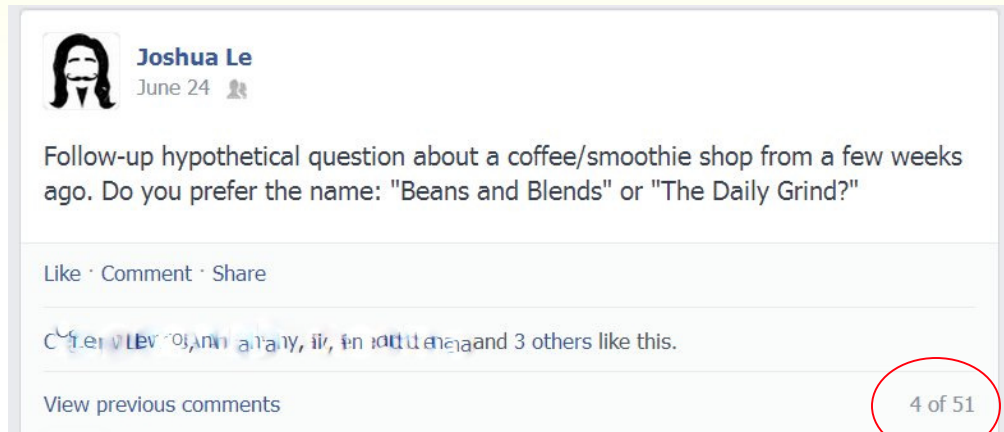 Joshua Le
June 24
Follow-up hypothetical question about a coffee/smoothie shop from a few weeks
ago. Do you prefer the name: "Beans and Blends" or "The Daily Grind?"
Like · Comment · Share
and 3 others like this.
View previous comments 4 of 51